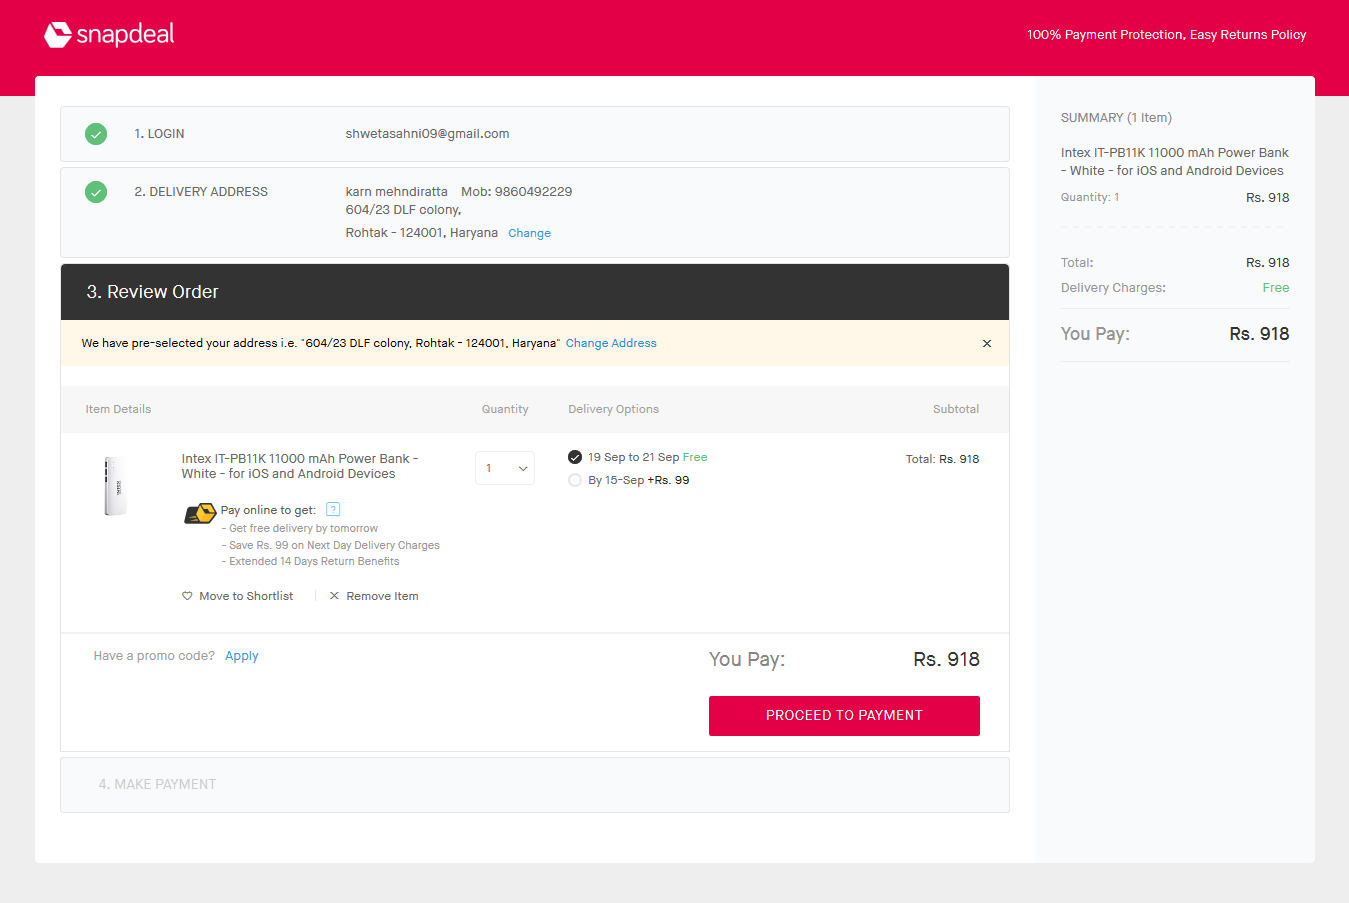 snapdeal
100% Payment Protection, Easy Returns Policy
1. LOGIN
shwetasahni09@gmail.com
2. DELIVERY ADDRESS
karn mehndiratta Mob: 9860492229
604/23 DLF colony,
Rohtak - 124001, Haryana Change
3. Review Order
We have pre-selected your address i.e. "604/23 DLF colony, Rohtak - 124001, Haryana" Change Address
Item Details
Quantity
Delivery Options
Subtotal
Intex IT-PB11K 11000 mAh Power Bank -
White - for iOS and Android Devices
1
19 Sep to 21 Sep Free
By 15-Sep +Rs. 99
Total: Rs. 918
Pay online to get: ?
- Get free delivery by tomorrow
- Save Rs. 99 on Next Day Delivery Charges
- Extended 14 Days Return Benefits
Move to Shortlist
Remove Item
Have a promo code? Apply
You Pay: Rs. 918
PROCEED TO PAYMENT
4. MAKE PAYMENT
SUMMARY (1 Item)
Intex IT-PB11K 11000 mAh Power Bank
- White - for iOS and Android Devices
Quantity: 1 Rs. 918
Total: Rs. 918
Delivery Charges: Free
You Pay: Rs. 918